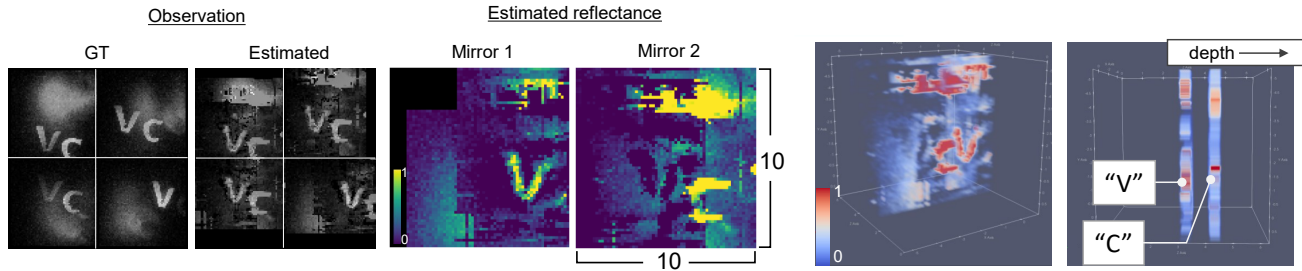 Observation
Estimated reflectance
GT
Estimated
Mirror 1
Mirror 2
depth
V C
V C
V C
V
V C
V C
V C
V C
1
0
V
10
10
1
0
“V”
“C”